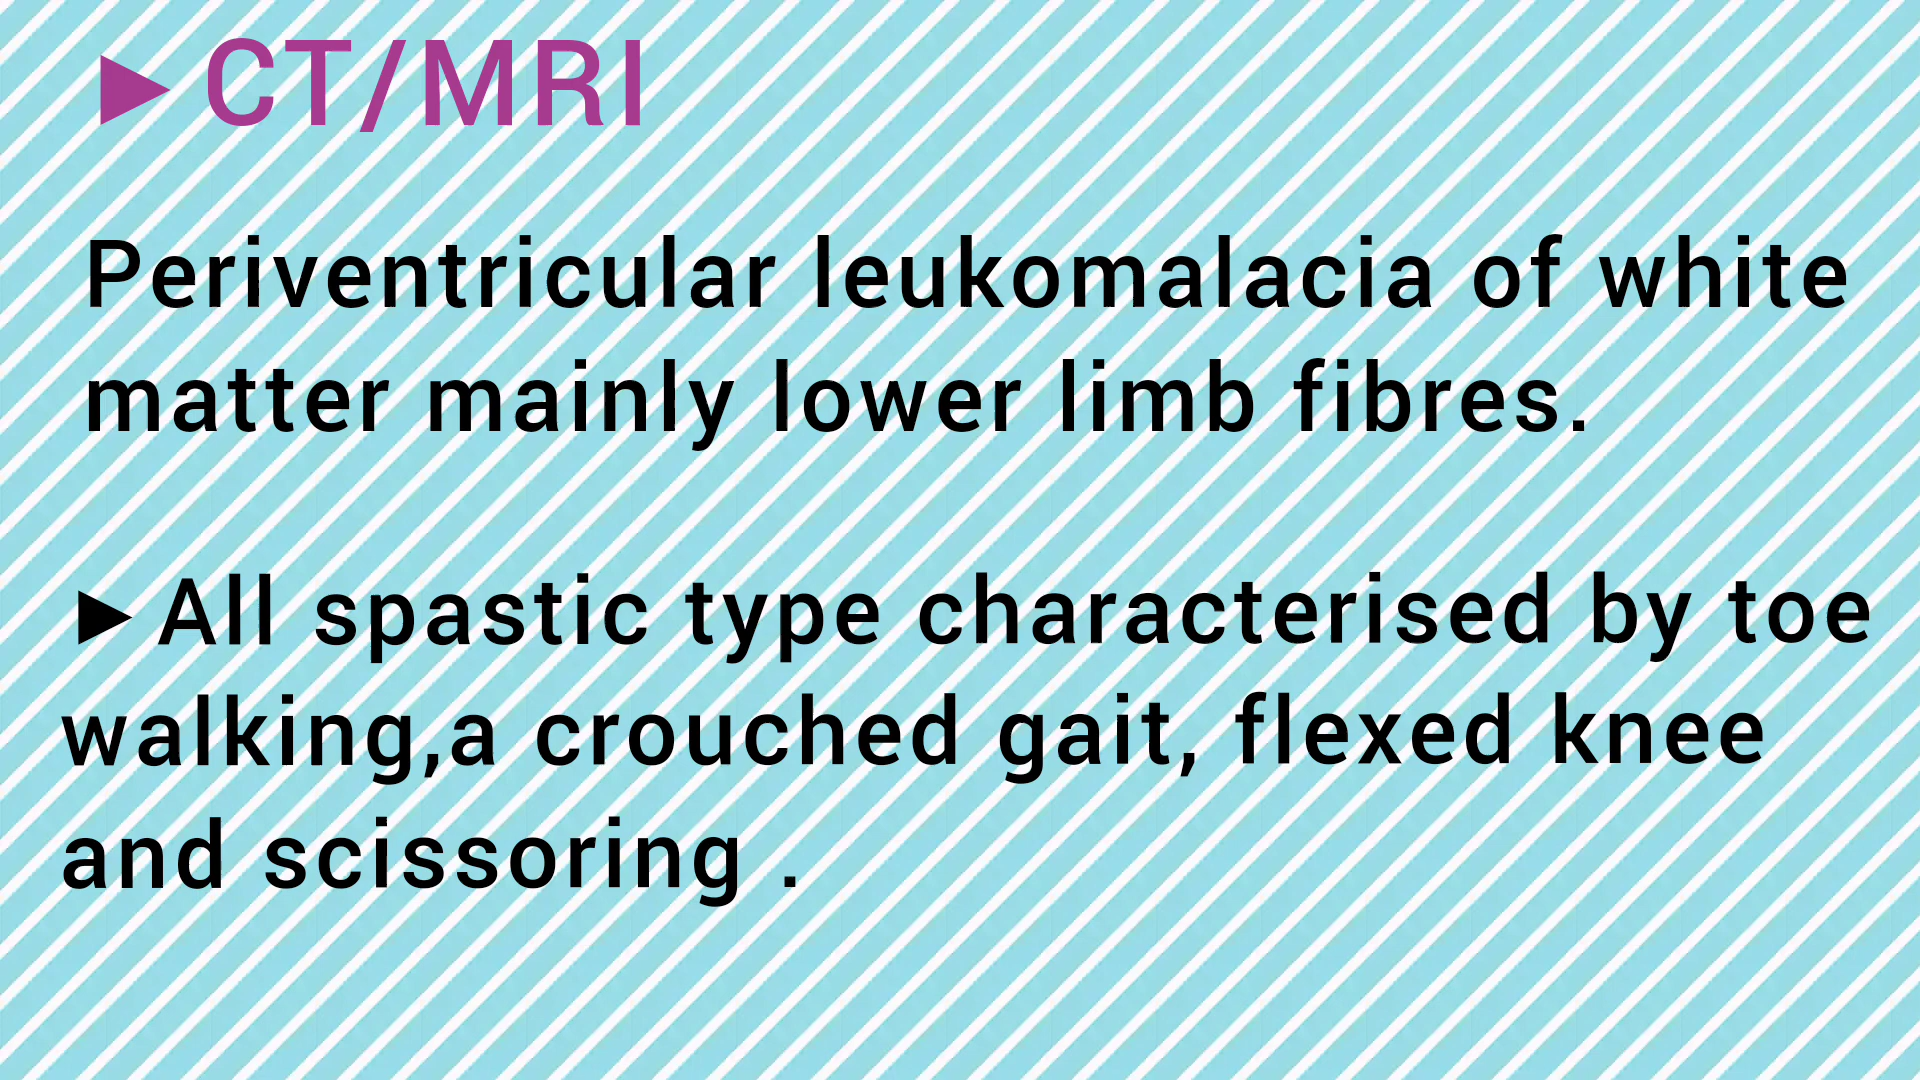 ►CT/MRI
Periventricular leukomalacia of white
matter mainly lower limb fibres.
►All spastic type characterised by toe
walking,a crouched gait, flexed knee
and scissoring .